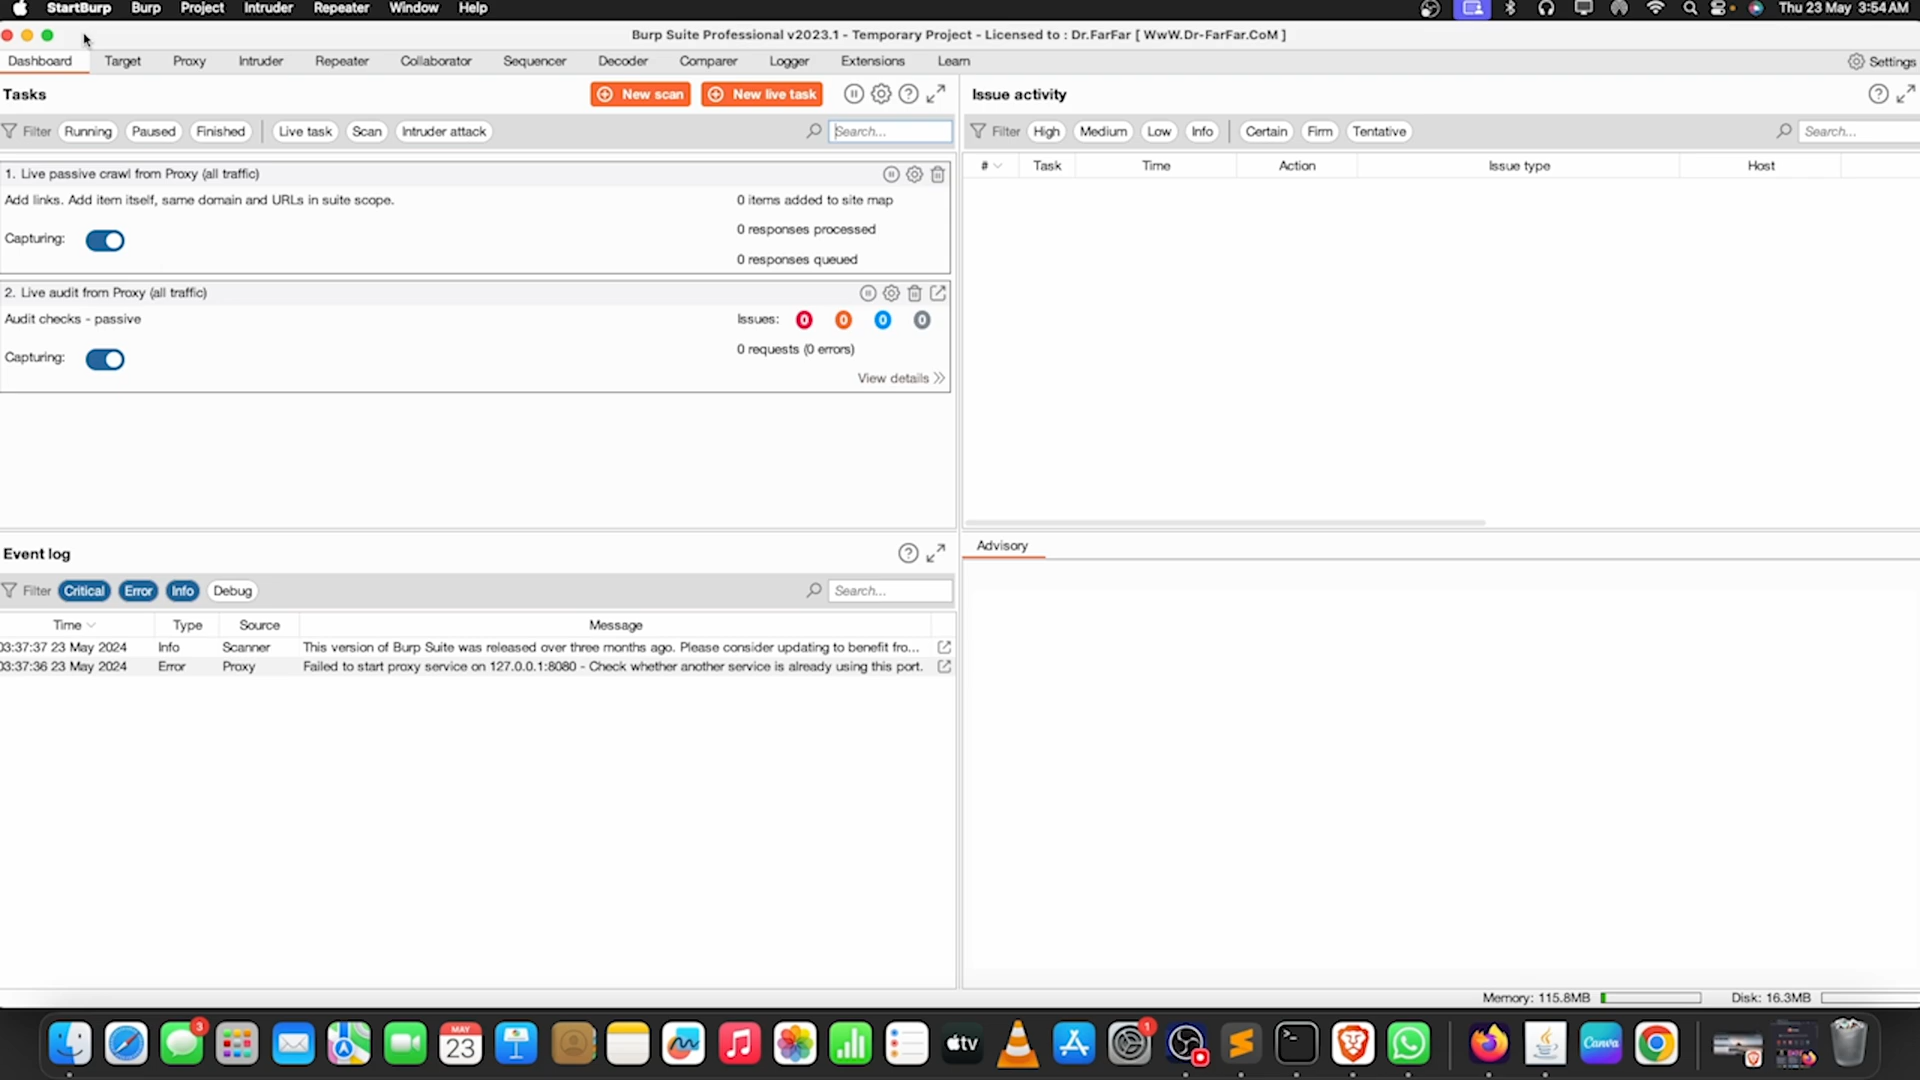 StartBurp Burp Project Intruder Repeater Window Help Thu 23 May 3:54 AM
Burp Suite Professional v2023.1 - Temporary Project - Licensed to : Dr.FarFar [ WwW.Dr-FarFar.CoM ]
Dashboard Target Proxy Intruder Repeater Collaborator Sequencer Decoder Comparer Logger Extensions Learn Settings
Tasks New scan New live task
Filter Running Paused Finished Live task Scan Intruder attack Search...
1. Live passive crawl from Proxy (all traffic)
Add links. Add item itself, same domain and URLs in suite scope. 0 items added to site map
0 responses processed
Capturing:
0 responses queued
2. Live audit from Proxy (all traffic)
Audit checks - passive Issues: 0 0 0 0
0 requests (0 errors)
Capturing:
View details
Issue activity
Filter High Medium Low Info Certain Firm Tentative Search...
# Task Time Action Issue type Host
Event log
Filter Critical Error Info Debug Search...
Time Type Source Message
03:37:37 23 May 2024 Info Scanner This version of Burp Suite was released over three months ago. Please consider updating to benefit fro...
03:37:36 23 May 2024 Error Proxy Failed to start proxy service on 127.0.0.1:8080 - Check whether another service is already using this port.
Advisory
Memory: 115.8MB Disk: 16.3MB
3 MAY 23 tv 1 Canva